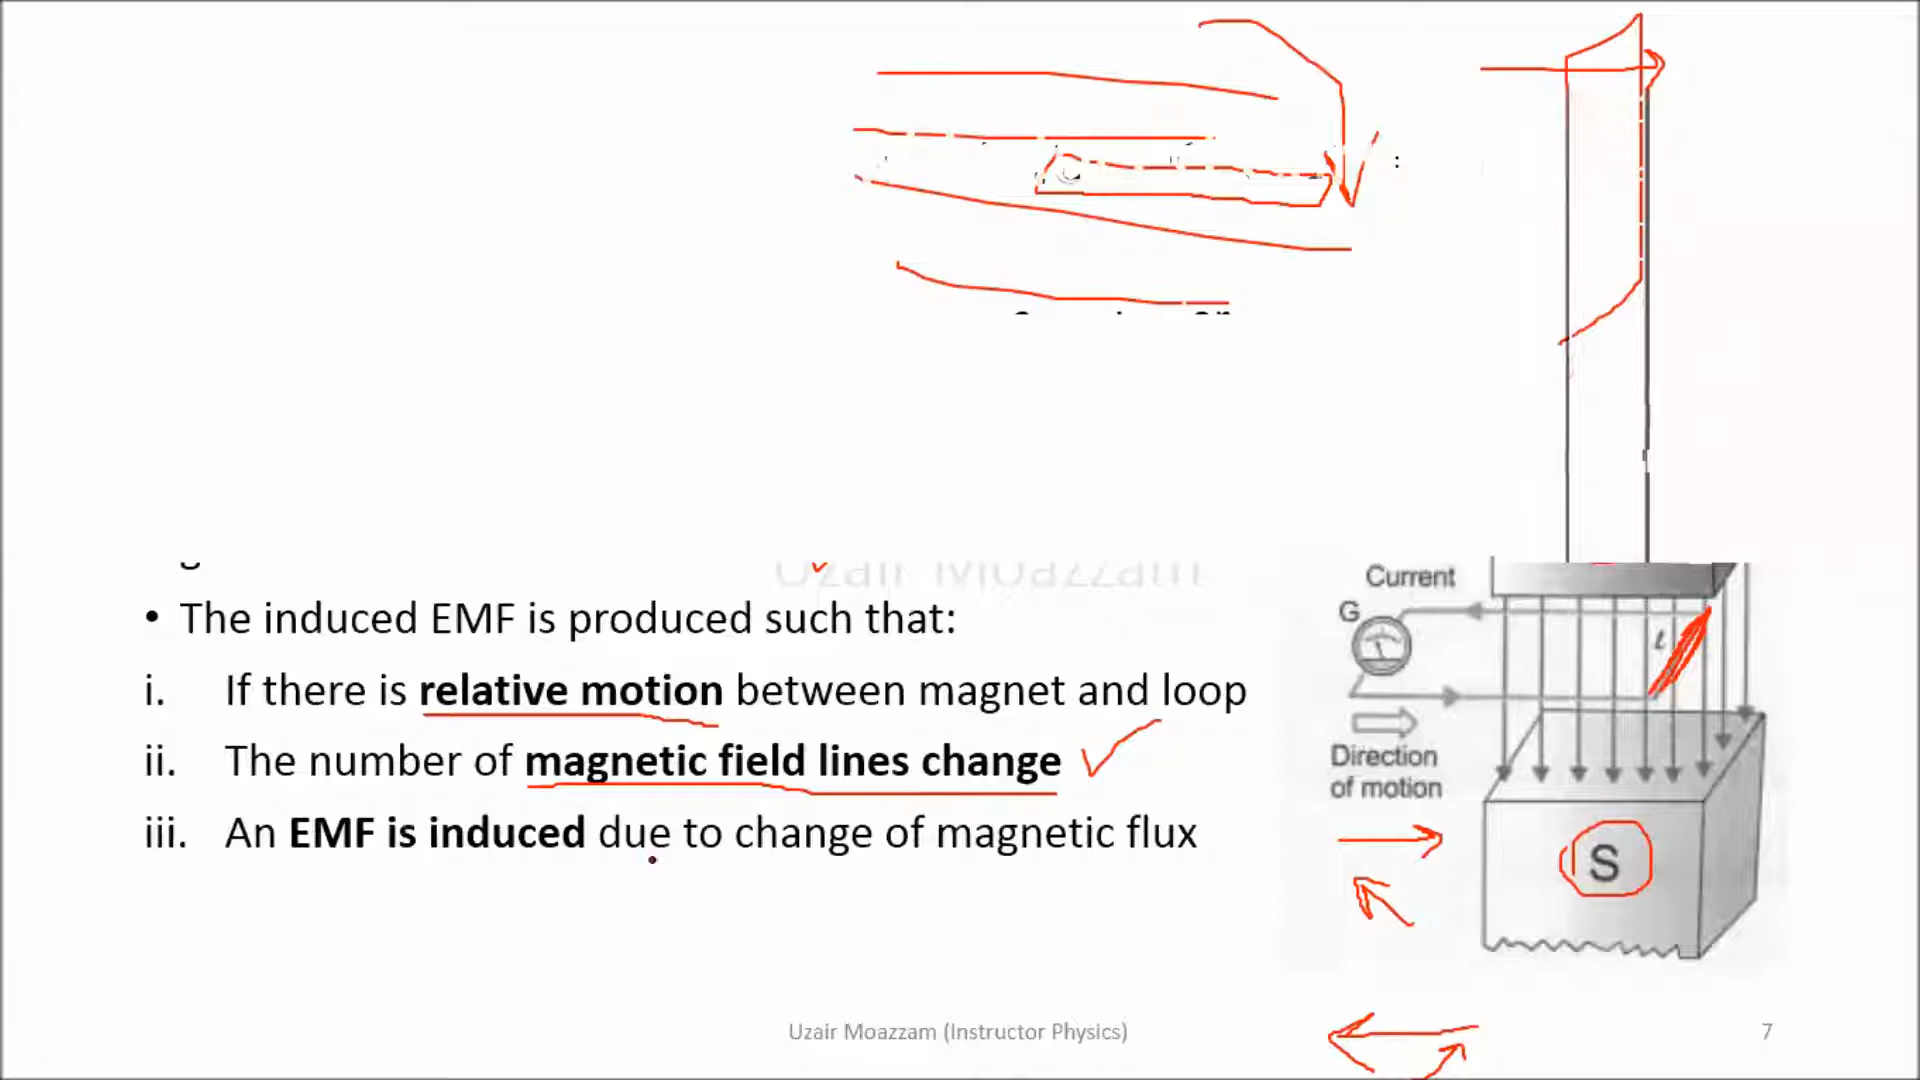 Uzair Moazzam
• The induced EMF is produced such that:
i. If there is relative motion between magnet and loop
ii. The number of magnetic field lines change
iii. An EMF is induced due to change of magnetic flux
Current
G
l
Direction
of motion
S
Uzair Moazzam (Instructor Physics)
7